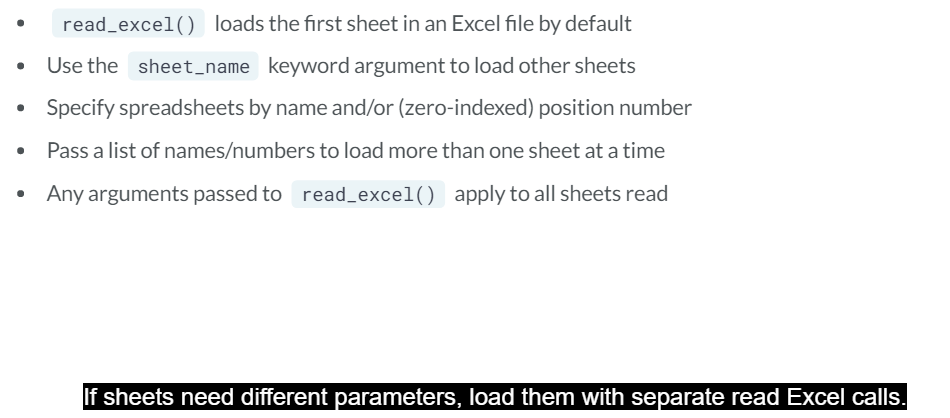 • read_excel() loads the first sheet in an Excel file by default
• Use the sheet_name keyword argument to load other sheets
• Specify spreadsheets by name and/or (zero-indexed) position number
• Pass a list of names/numbers to load more than one sheet at a time
• Any arguments passed to read_excel() apply to all sheets read
If sheets need different parameters, load them with separate read Excel calls.